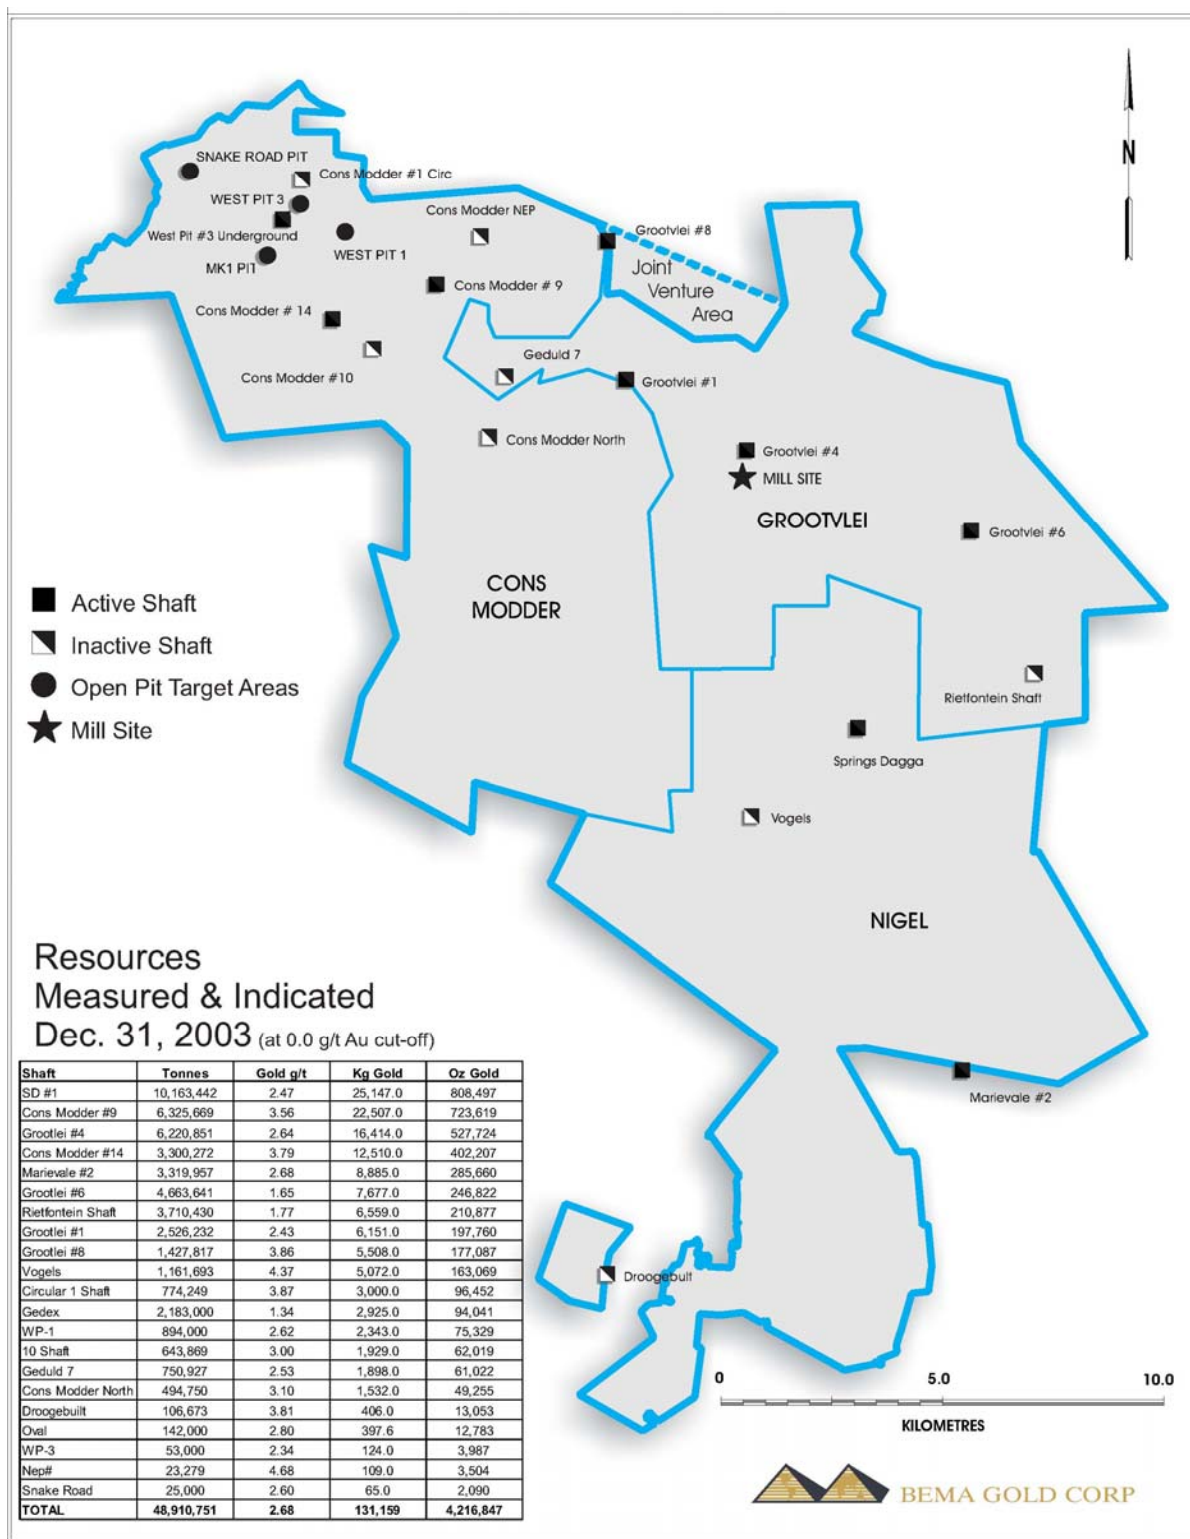 N
SNAKE ROAD PIT
Cons Modder #1 Circ
WEST PIT 3
Cons Modder NEP
West Pit #3 Underground
WEST PIT 1
MK1 PIT
Grootvlei #8
Joint
Venture
Area
Cons Modder # 9
Cons Modder # 14
Cons Modder #10
Geduld 7
Grootvlei #1
Cons Modder North
Grootvlei #4
MILL SITE
GROOTVLEI
Grootvlei #6
CONS
MODDER
Active Shaft
Inactive Shaft
Open Pit Target Areas
Mill Site
Rietfontein Shaft
Springs Dagga
Vogels
NIGEL
Marievale #2
Droogebult
Resources
Measured & Indicated
Dec. 31, 2003 (at 0.0 g/t Au cut-off)
Shaft Tonnes Gold g/t Kg Gold Oz Gold
SD #1 10,163,442 2.47 25,147.0 808,497
Cons Modder #9 6,325,669 3.56 22,507.0 723,619
Grootlei #4 6,220,851 2.64 16,414.0 527,724
Cons Modder #14 3,300,272 3.79 12,510.0 402,207
Marievale #2 3,319,957 2.68 8,885.0 285,660
Grootlei #6 4,663,641 1.65 7,677.0 246,822
Rietfontein Shaft 3,710,430 1.77 6,559.0 210,877
Grootlei #1 2,526,232 2.43 6,151.0 197,760
Grootlei #8 1,427,817 3.86 5,508.0 177,087
Vogels 1,161,693 4.37 5,072.0 163,069
Circular 1 Shaft 774,249 3.87 3,000.0 96,452
Gedex 2,183,000 1.34 2,925.0 94,041
WP-1 894,000 2.62 2,343.0 75,329
10 Shaft 643,869 3.00 1,929.0 62,019
Geduld 7 750,927 2.53 1,898.0 61,022
Cons Modder North 494,750 3.10 1,532.0 49,255
Droogebuilt 106,673 3.81 406.0 13,053
Oval 142,000 2.80 397.6 12,783
WP-3 53,000 2.34 124.0 3,987
Nep# 23,279 4.68 109.0 3,504
Snake Road 25,000 2.60 65.0 2,090
TOTAL 48,910,751 2.68 131,159 4,216,847
0 5.0 10.0
KILOMETRES
BEMA GOLD CORP